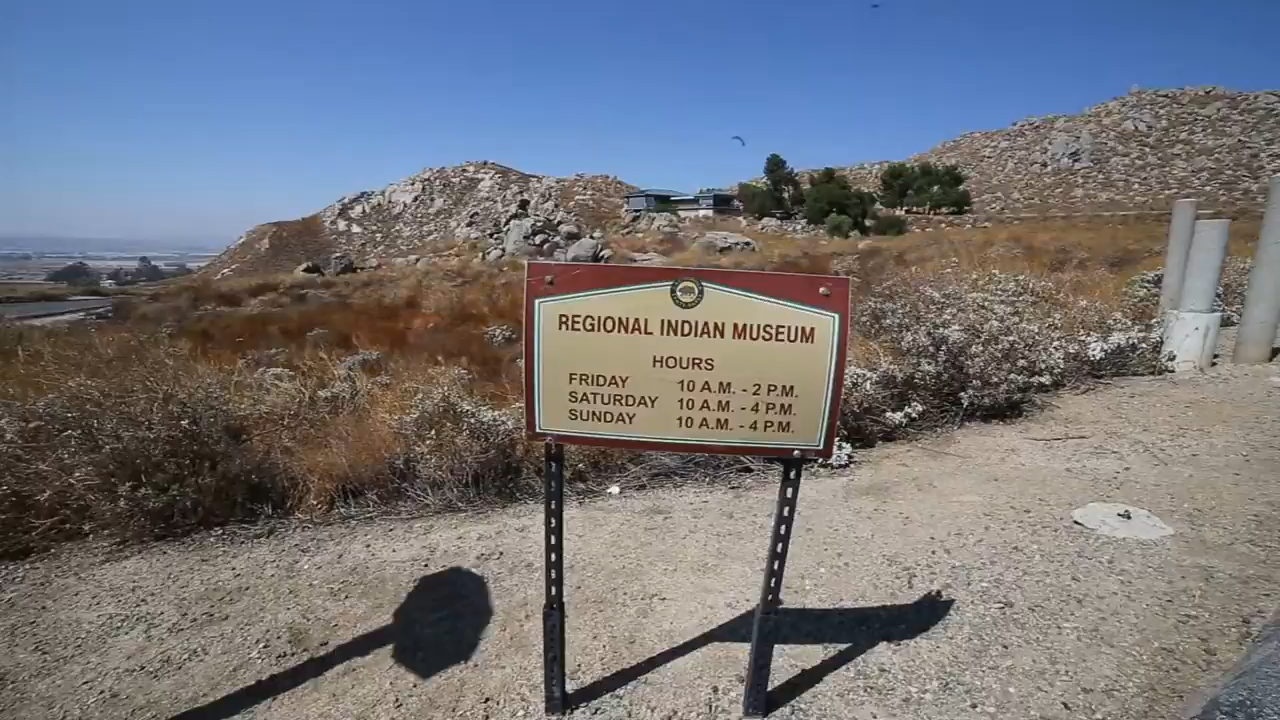 REGIONAL INDIAN MUSEUM
HOURS
FRIDAY 10 A.M. - 2 P.M.
SATURDAY 10 A.M. - 4 P.M.
SUNDAY 10 A.M. - 4 P.M.